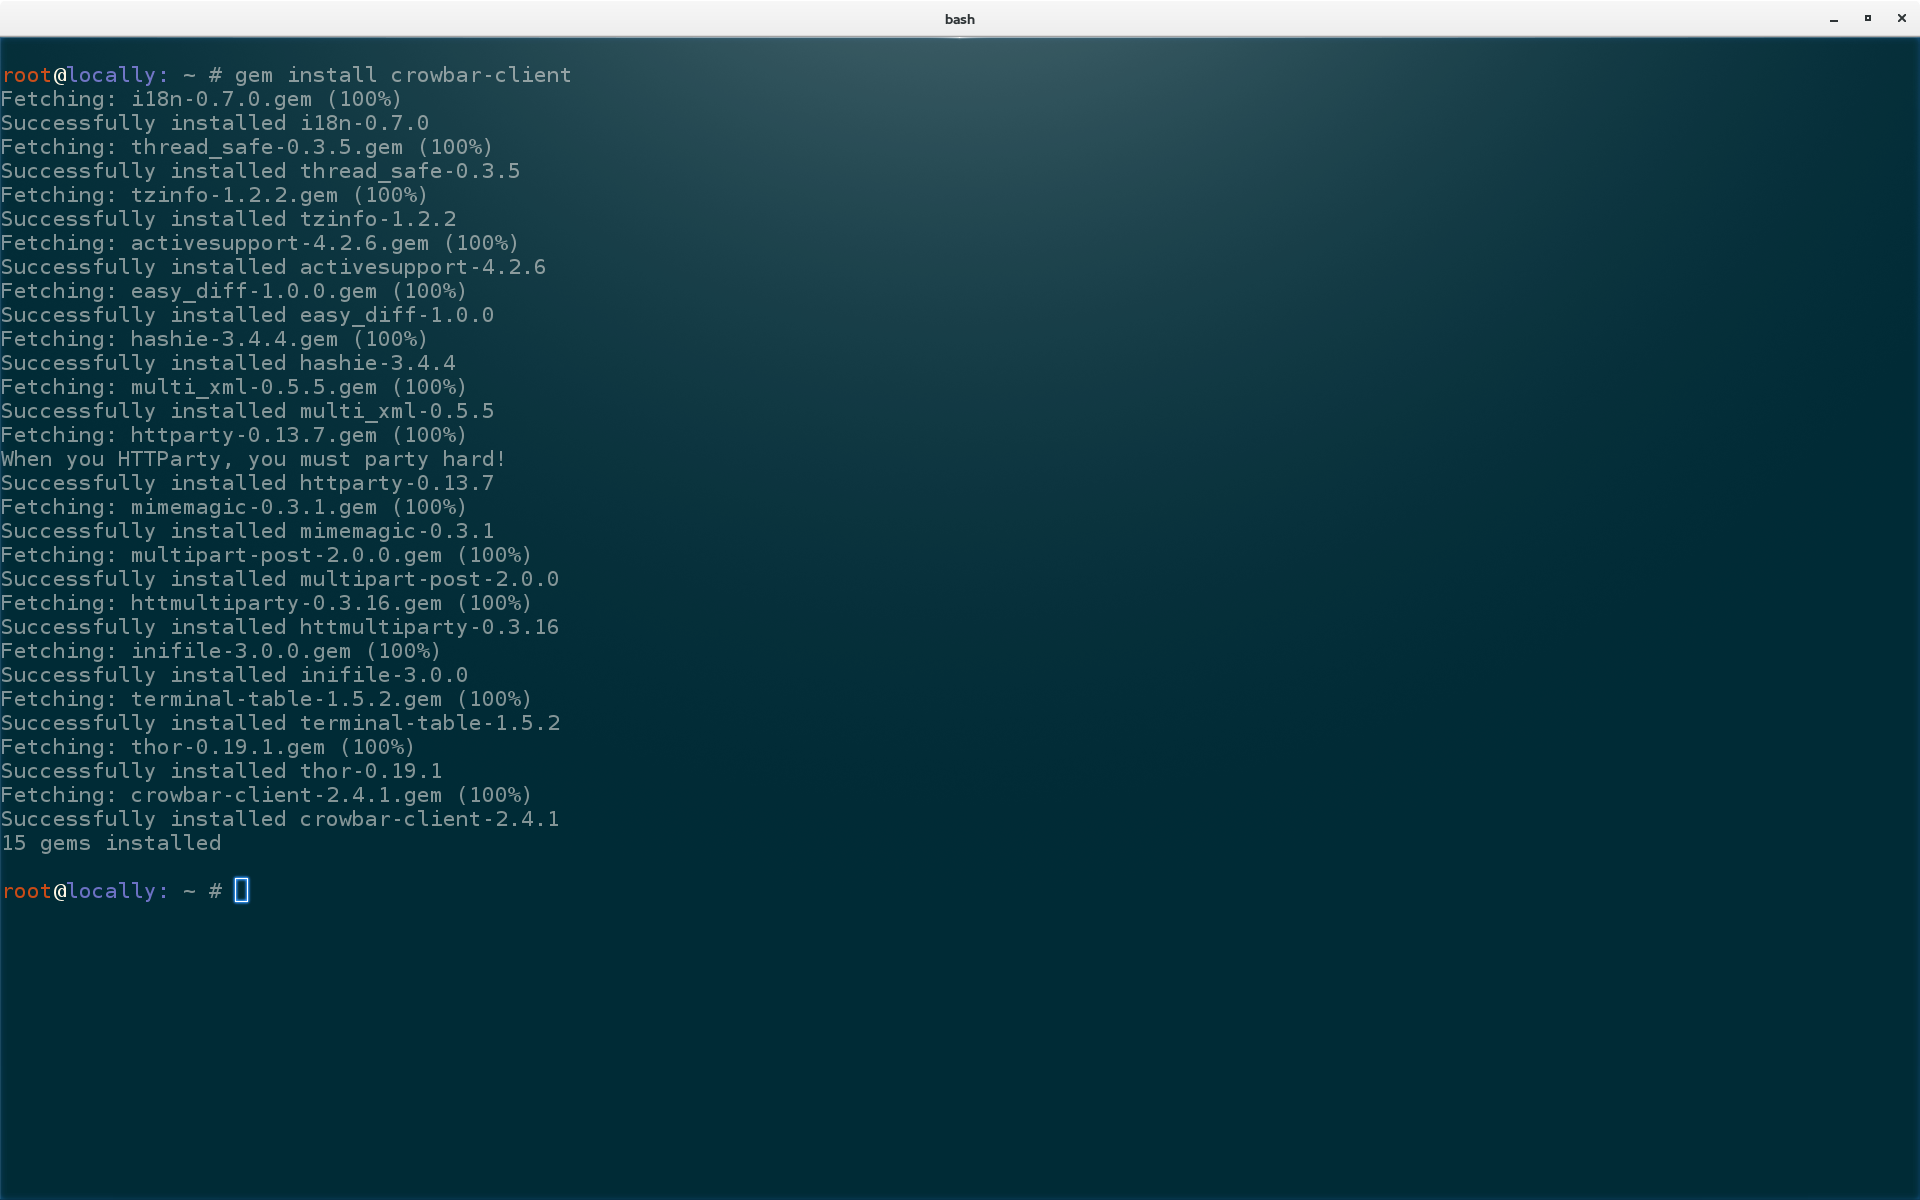 bash
root@locally: ~ # gem install crowbar-client
Fetching: i18n-0.7.0.gem (100%)
Successfully installed i18n-0.7.0
Fetching: thread_safe-0.3.5.gem (100%)
Successfully installed thread_safe-0.3.5
Fetching: tzinfo-1.2.2.gem (100%)
Successfully installed tzinfo-1.2.2
Fetching: activesupport-4.2.6.gem (100%)
Successfully installed activesupport-4.2.6
Fetching: easy_diff-1.0.0.gem (100%)
Successfully installed easy_diff-1.0.0
Fetching: hashie-3.4.4.gem (100%)
Successfully installed hashie-3.4.4
Fetching: multi_xml-0.5.5.gem (100%)
Successfully installed multi_xml-0.5.5
Fetching: httparty-0.13.7.gem (100%)
When you HTTParty, you must party hard!
Successfully installed httparty-0.13.7
Fetching: mimemagic-0.3.1.gem (100%)
Successfully installed mimemagic-0.3.1
Fetching: multipart-post-2.0.0.gem (100%)
Successfully installed multipart-post-2.0.0
Fetching: httmultiparty-0.3.16.gem (100%)
Successfully installed httmultiparty-0.3.16
Fetching: inifile-3.0.0.gem (100%)
Successfully installed inifile-3.0.0
Fetching: terminal-table-1.5.2.gem (100%)
Successfully installed terminal-table-1.5.2
Fetching: thor-0.19.1.gem (100%)
Successfully installed thor-0.19.1
Fetching: crowbar-client-2.4.1.gem (100%)
Successfully installed crowbar-client-2.4.1
15 gems installed
root@locally: ~ #